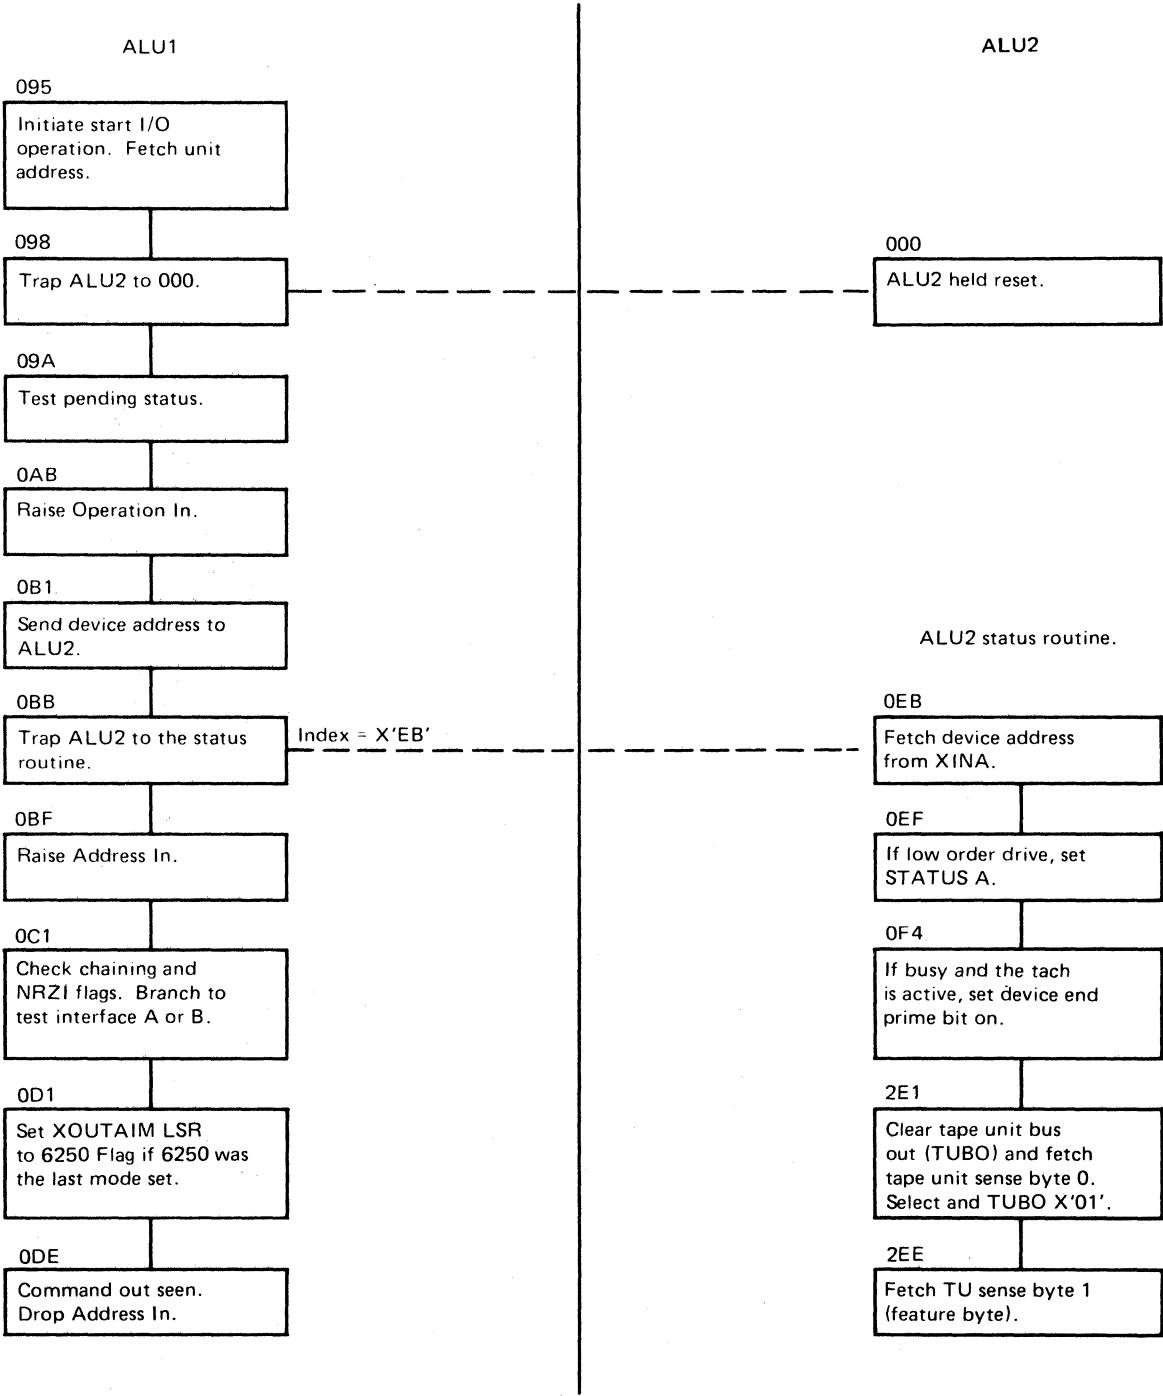 ALU1
095
Initiate start I/O
operation. Fetch unit
address.
098
Trap ALU2 to 000.
09A
Test pending status.
0AB
Raise Operation In.
0B1
Send device address to
ALU2.
0BB
Trap ALU2 to the status
routine.
Index = X'EB'
0BF
Raise Address In.
0C1
Check chaining and
NRZI flags. Branch to
test interface A or B.
0D1
Set XOUTAIM LSR
to 6250 Flag if 6250 was
the last mode set.
0DE
Command out seen.
Drop Address In.
ALU2
000
ALU2 held reset.
ALU2 status routine.
0EB
Fetch device address
from XINA.
0EF
If low order drive, set
STATUS A.
0F4
If busy and the tach
is active, set device end
prime bit on.
2E1
Clear tape unit bus
out (TUBO) and fetch
tape unit sense byte 0.
Select and TUBO X'01'.
2EE
Fetch TU sense byte 1
(feature byte).